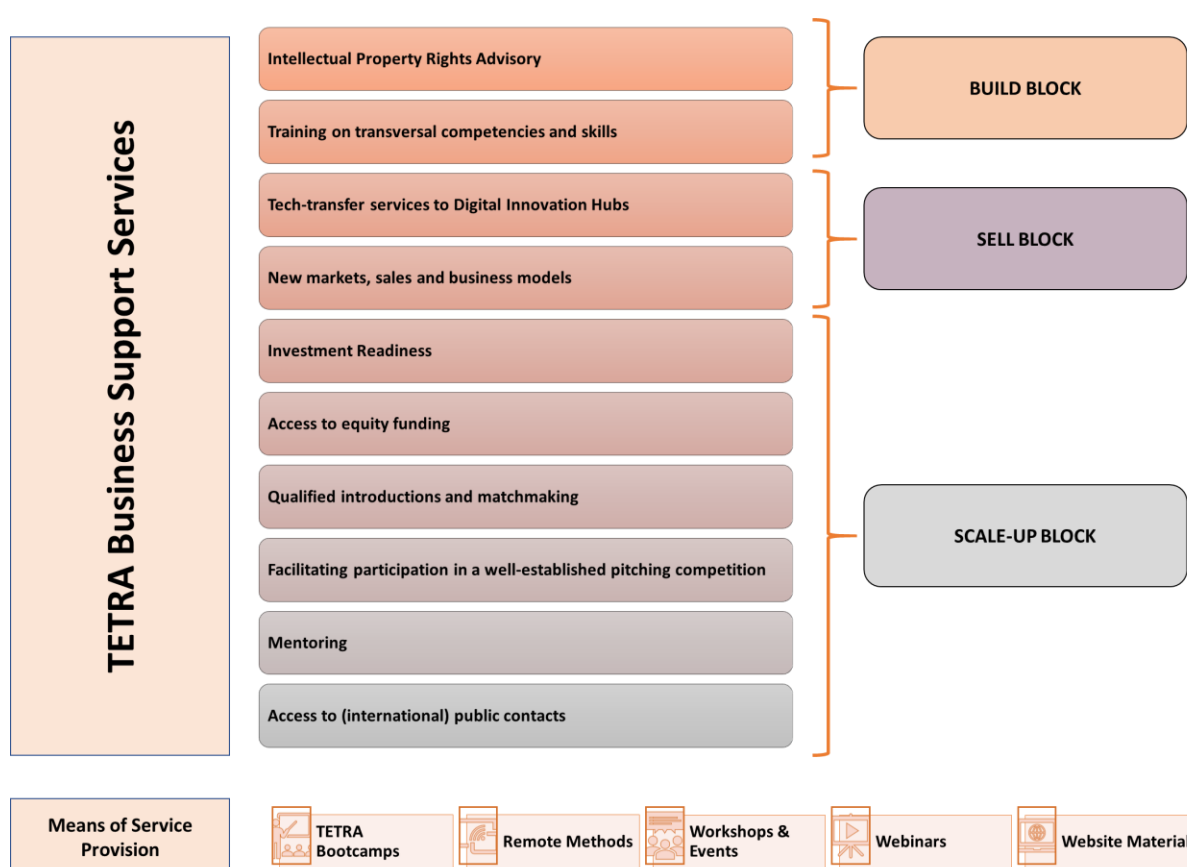 TETRA Business Support Services
Intellectual Property Rights Advisory
Training on transversal competencies and skills
Tech-transfer services to Digital Innovation Hubs
New markets, sales and business models
Investment Readiness
Access to equity funding
Qualified introductions and matchmaking
Facilitating participation in a well-established pitching competition
Mentoring
Access to (international) public contacts
BUILD BLOCK
SELL BLOCK
SCALE-UP BLOCK
Means of Service
Provision
TETRA
Bootcamps
Remote Methods
Workshops &
Events
Webinars
Website Material